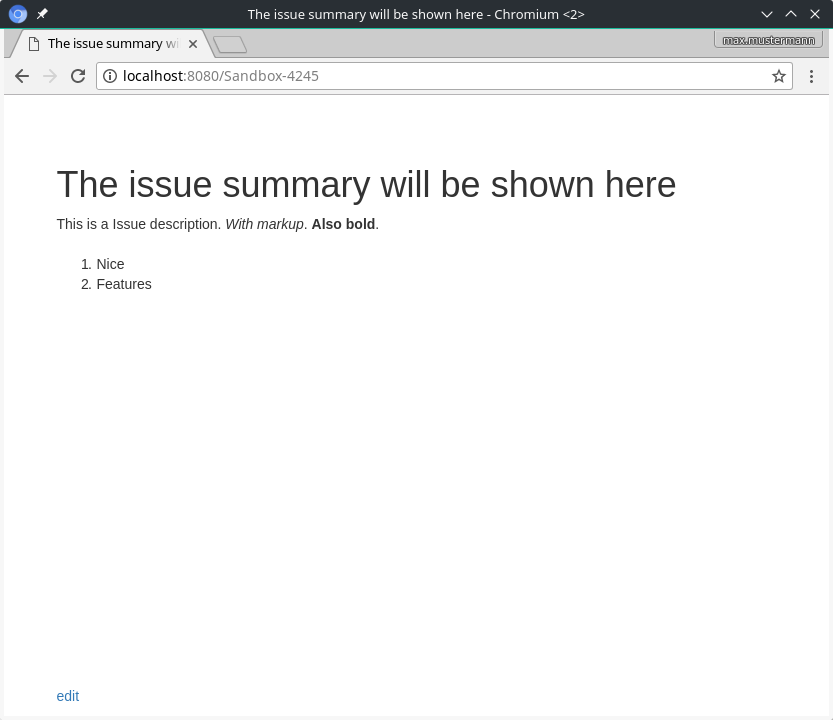 The issue summary will be shown here - Chromium <2>
The issue summary wi
max.mustermann
localhost:8080/Sandbox-4245
The issue summary will be shown here
This is a Issue description. With markup. Also bold.
1. Nice
2. Features
edit